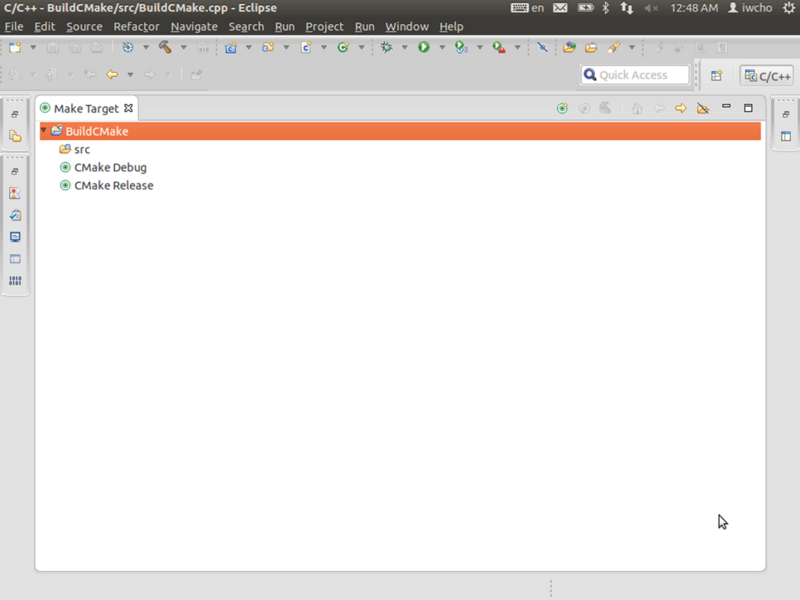 C/C++ - BuildCMake/src/BuildCMake.cpp - Eclipse en 12:48 AM iwcho
File Edit Source Refactor Navigate Search Run Project Run Window Help
Quick Access C/C++
Make Target
BuildCMake
src
CMake Debug
CMake Release